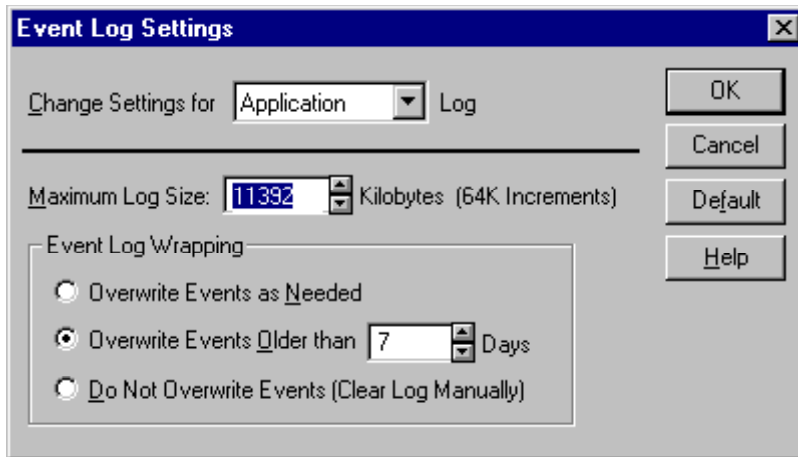 Event Log Settings
Change Settings for Application Log
OK
Cancel
Maximum Log Size: 11392 Kilobytes (64K Increments)
Default
Event Log Wrapping
Help
Overwrite Events as Needed
Overwrite Events Older than 7 Days
Do Not Overwrite Events (Clear Log Manually)